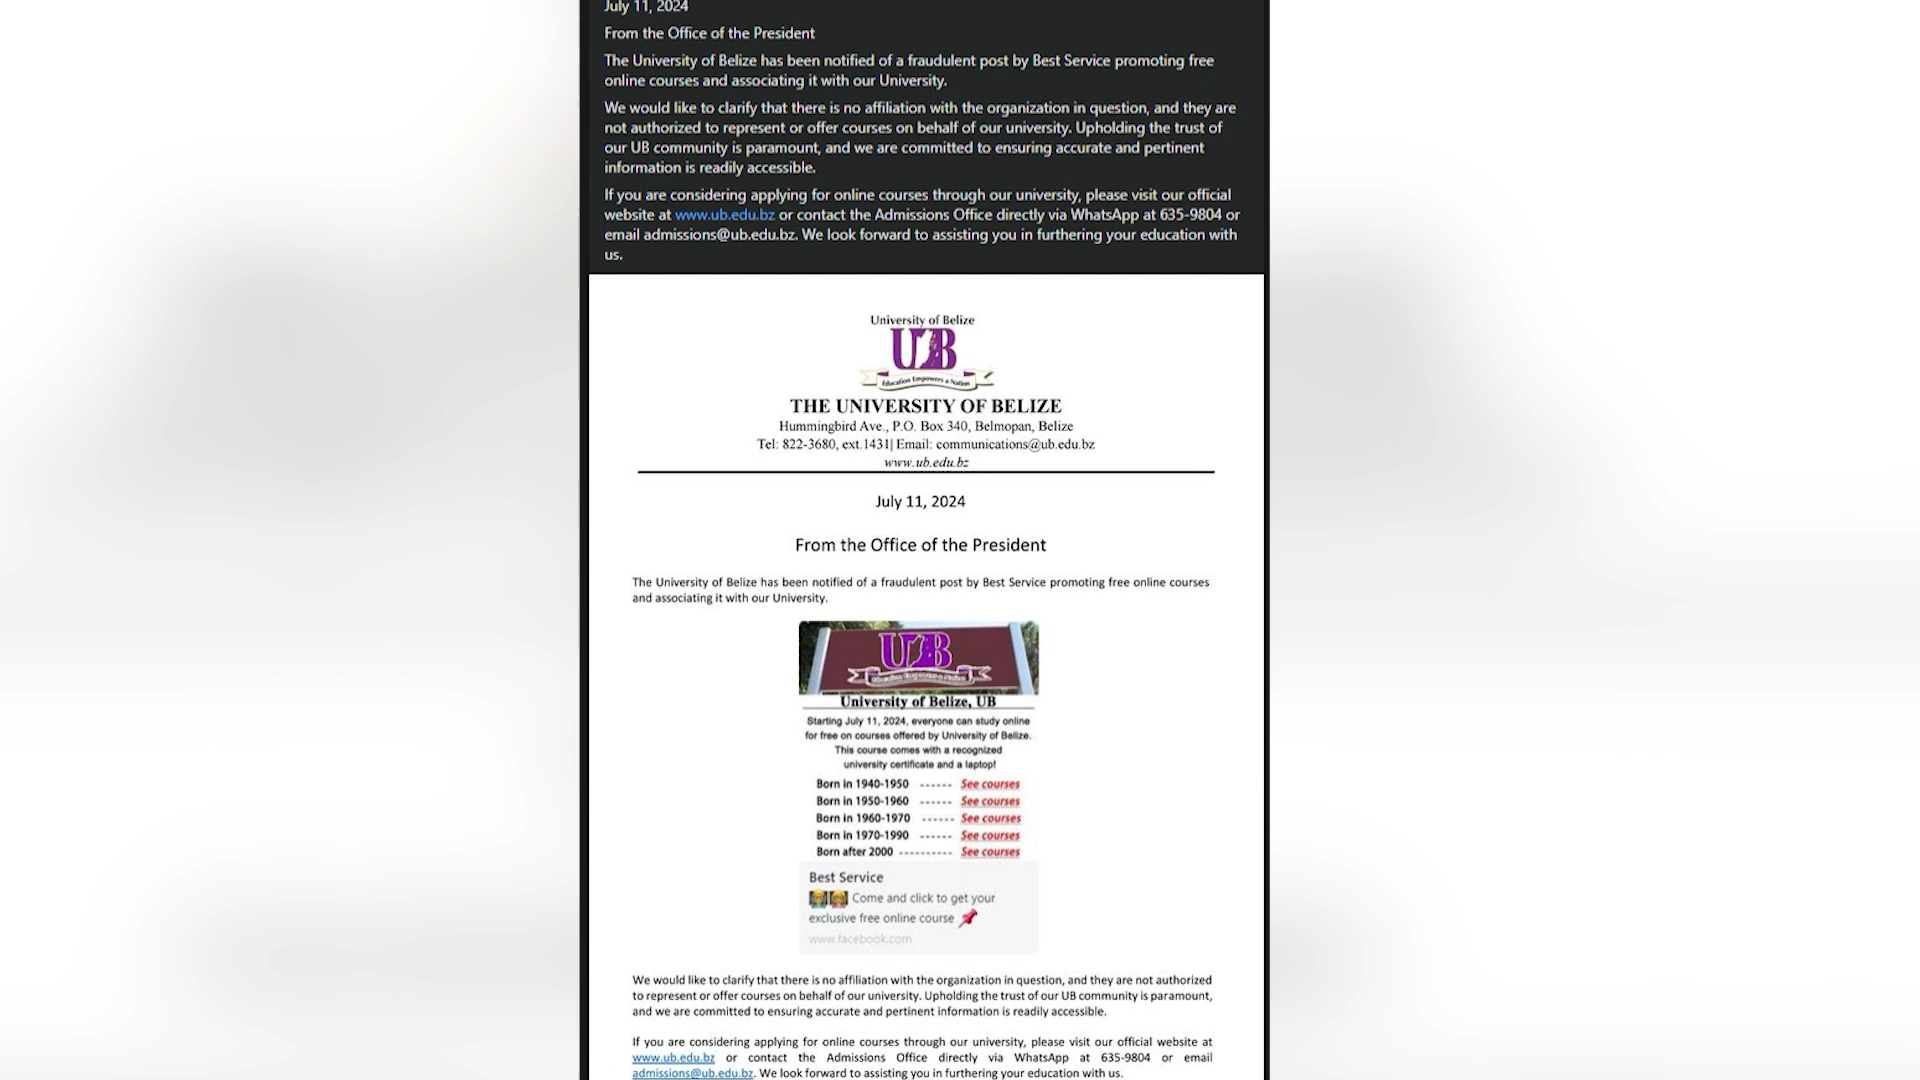 July 11, 2024
From the Office of the President
The University of Belize has been notified of a fraudulent post by Best Service promoting free
online courses and associating it with our University.
We would like to clarify that there is no affiliation with the organization in question, and they are
not authorized to represent or offer courses on behalf of our university. Upholding the trust of
our UB community is paramount, and we are committed to ensuring accurate and pertinent
information is readily accessible.
If you are considering applying for online courses through our university, please visit our official
website at www.ub.edu.bz or contact the Admissions Office directly via WhatsApp at 635-9804 or
email admissions@ub.edu.bz. We look forward to assisting you in furthering your education with
us.
University of Belize
UB
Education Empowers a Nation
THE UNIVERSITY OF BELIZE
Hummingbird Ave., P.O. Box 340, Belmopan, Belize
Tel: 822-3680, ext.1431| Email: communications@ub.edu.bz
www.ub.edu.bz
July 11, 2024
From the Office of the President
The University of Belize has been notified of a fraudulent post by Best Service promoting free online courses
and associating it with our University.
UB
Education Empowers a Nation
University of Belize, UB
Starting July 11, 2024, everyone can study online
for free on courses offered by University of Belize.
This course comes with a recognized
university certificate and a laptop!
Born in 1940-1950 ------ See courses
Born in 1950-1960 ------ See courses
Born in 1960-1970 ------ See courses
Born in 1970-1990 ------ See courses
Born after 2000 ---------- See courses
Best Service
Come and click to get your
exclusive free online course
www.facebook.com
We would like to clarify that there is no affiliation with the organization in question, and they are not authorized
to represent or offer courses on behalf of our university. Upholding the trust of our UB community is paramount,
and we are committed to ensuring accurate and pertinent information is readily accessible.
If you are considering applying for online courses through our university, please visit our official website at
www.ub.edu.bz or contact the Admissions Office directly via WhatsApp at 635-9804 or email
admissions@ub.edu.bz. We look forward to assisting you in furthering your education with us.